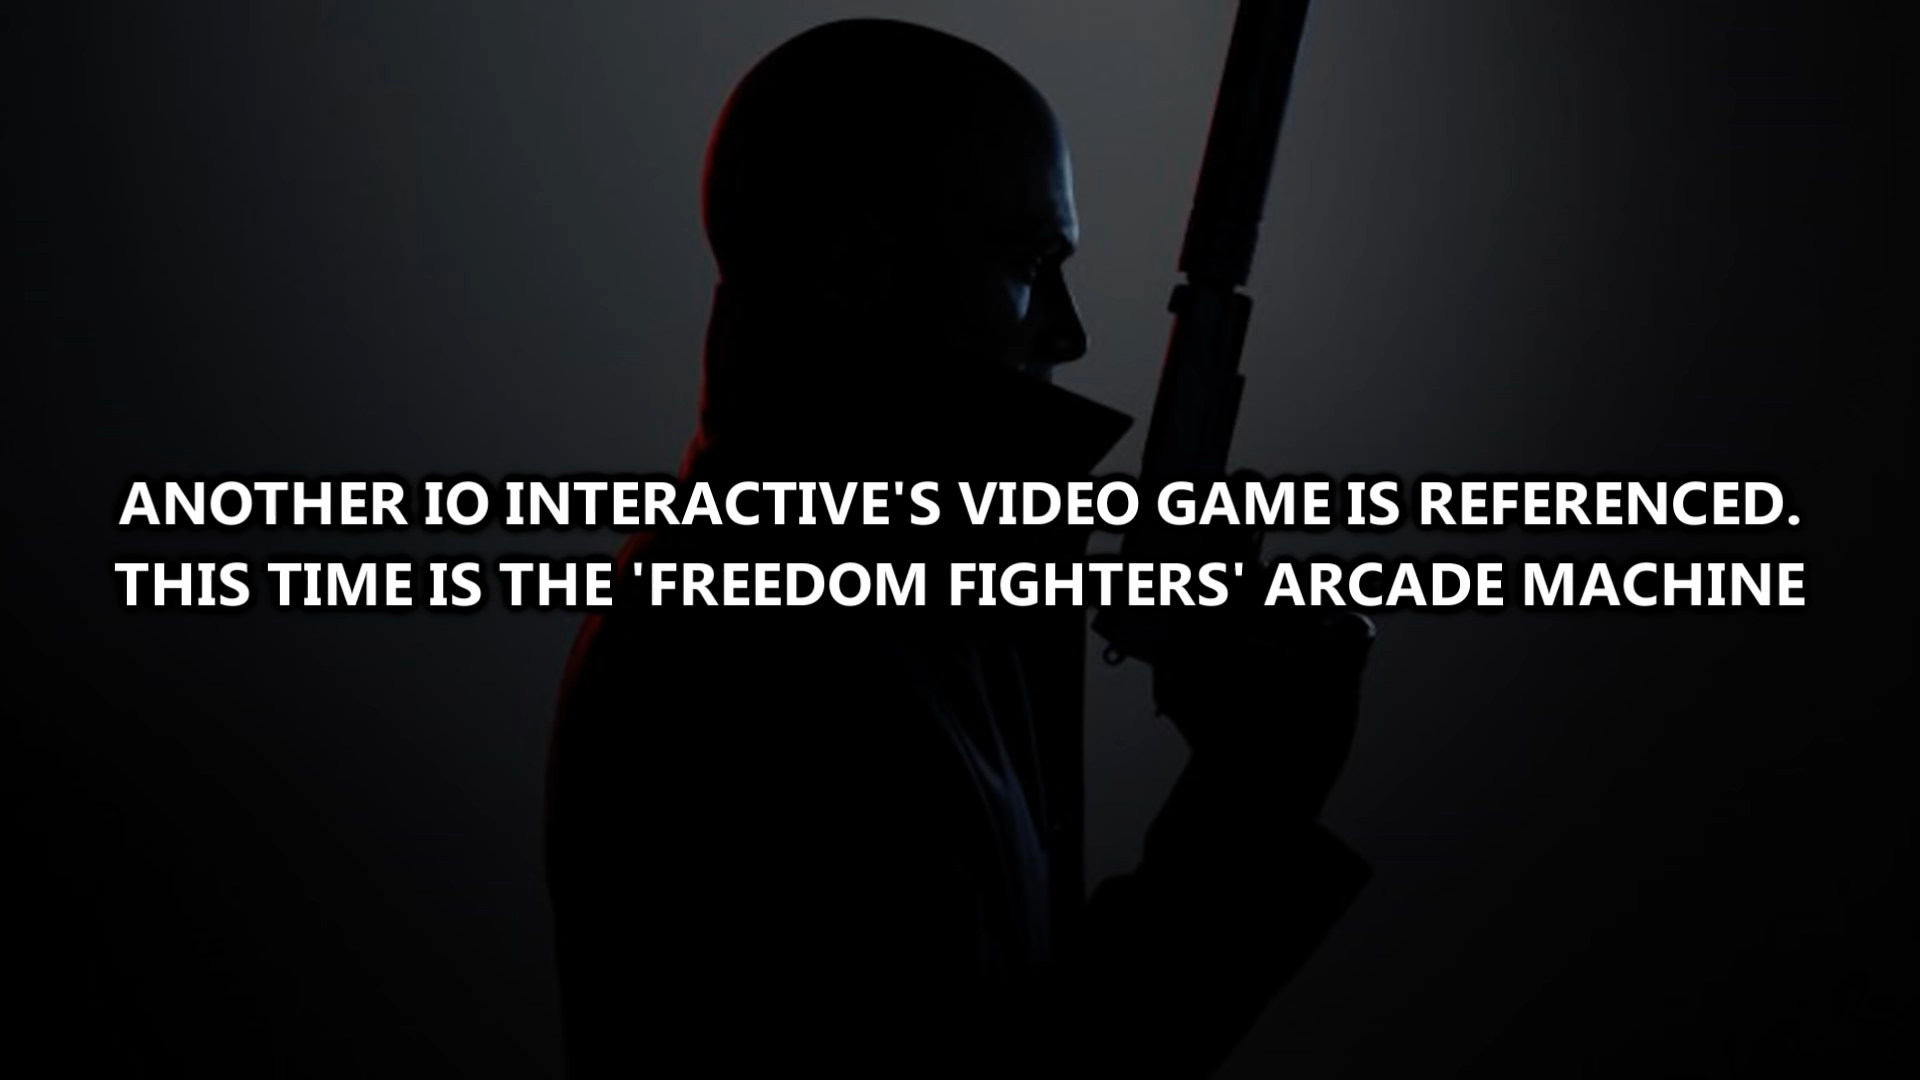 ANOTHER IO INTERACTIVE'S VIDEO GAME IS REFERENCED.
THIS TIME IS THE 'FREEDOM FIGHTERS' ARCADE MACHINE